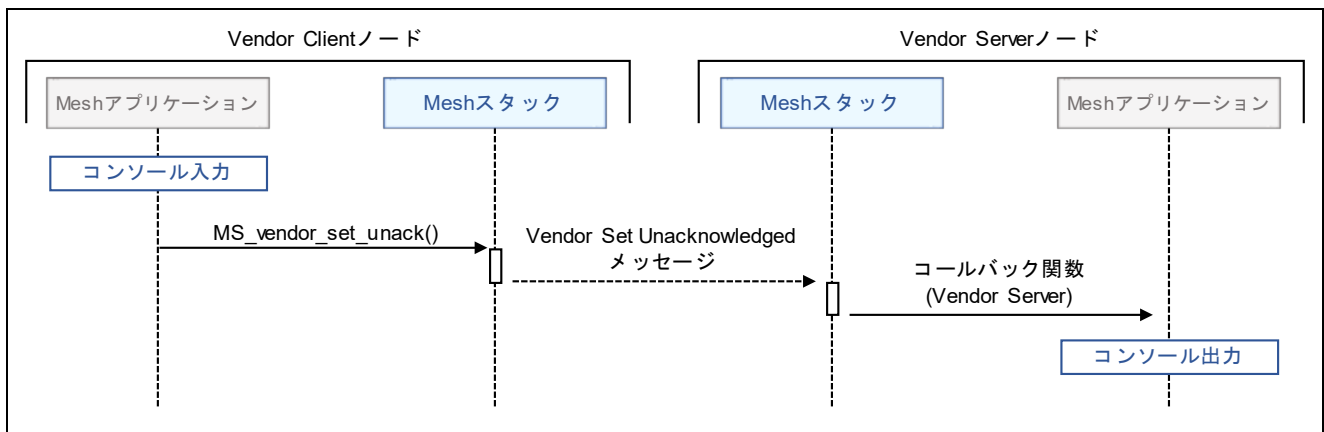 Vendor Clientノード
Vendor Serverノード
Meshアプリケーション
Meshスタック
Meshスタック
Meshアプリケーション
コンソール入力
MS_vendor_set_unack()
Vendor Set Unacknowledged
メッセージ
コールバック関数
(Vendor Server)
コンソール出力